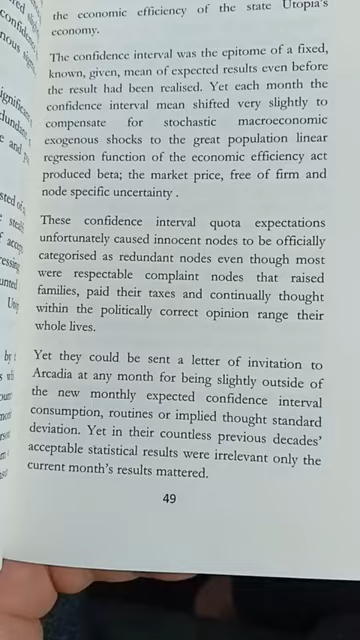 the economic efficiency of the state Utopia's
economy.
The confidence interval was the epitome of a fixed,
known, given, mean of expected results even before
the result had been realised. Yet each month the
confidence interval mean shifted very slightly to
compensate for stochastic macroeconomic
exogenous shocks to the great population linear
regression function of the economic efficiency act
produced beta; the market price, free of firm and
node specific uncertainty .
These confidence interval quota expectations
unfortunately caused innocent nodes to be officially
categorised as redundant nodes even though most
were respectable complaint nodes that raised
families, paid their taxes and continually thought
within the politically correct opinion range their
whole lives.
Yet they could be sent a letter of invitation to
Arcadia at any month for being slightly outside of
the new monthly expected confidence interval
consumption, routines or implied thought standard
deviation. Yet in their countless previous decades'
acceptable statistical results were irrelevant only the
current month's results mattered.
49